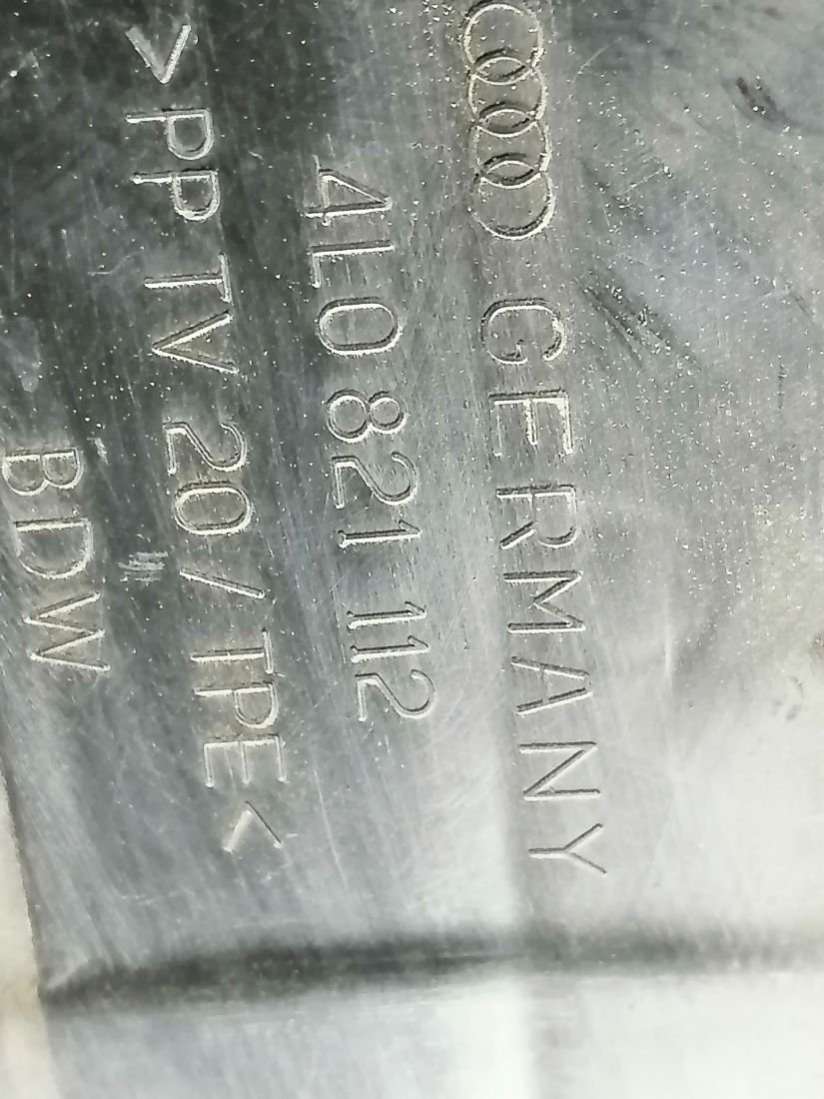 GERMANY
4L0 821 112
>PP TV 20 / TPE<
BDW